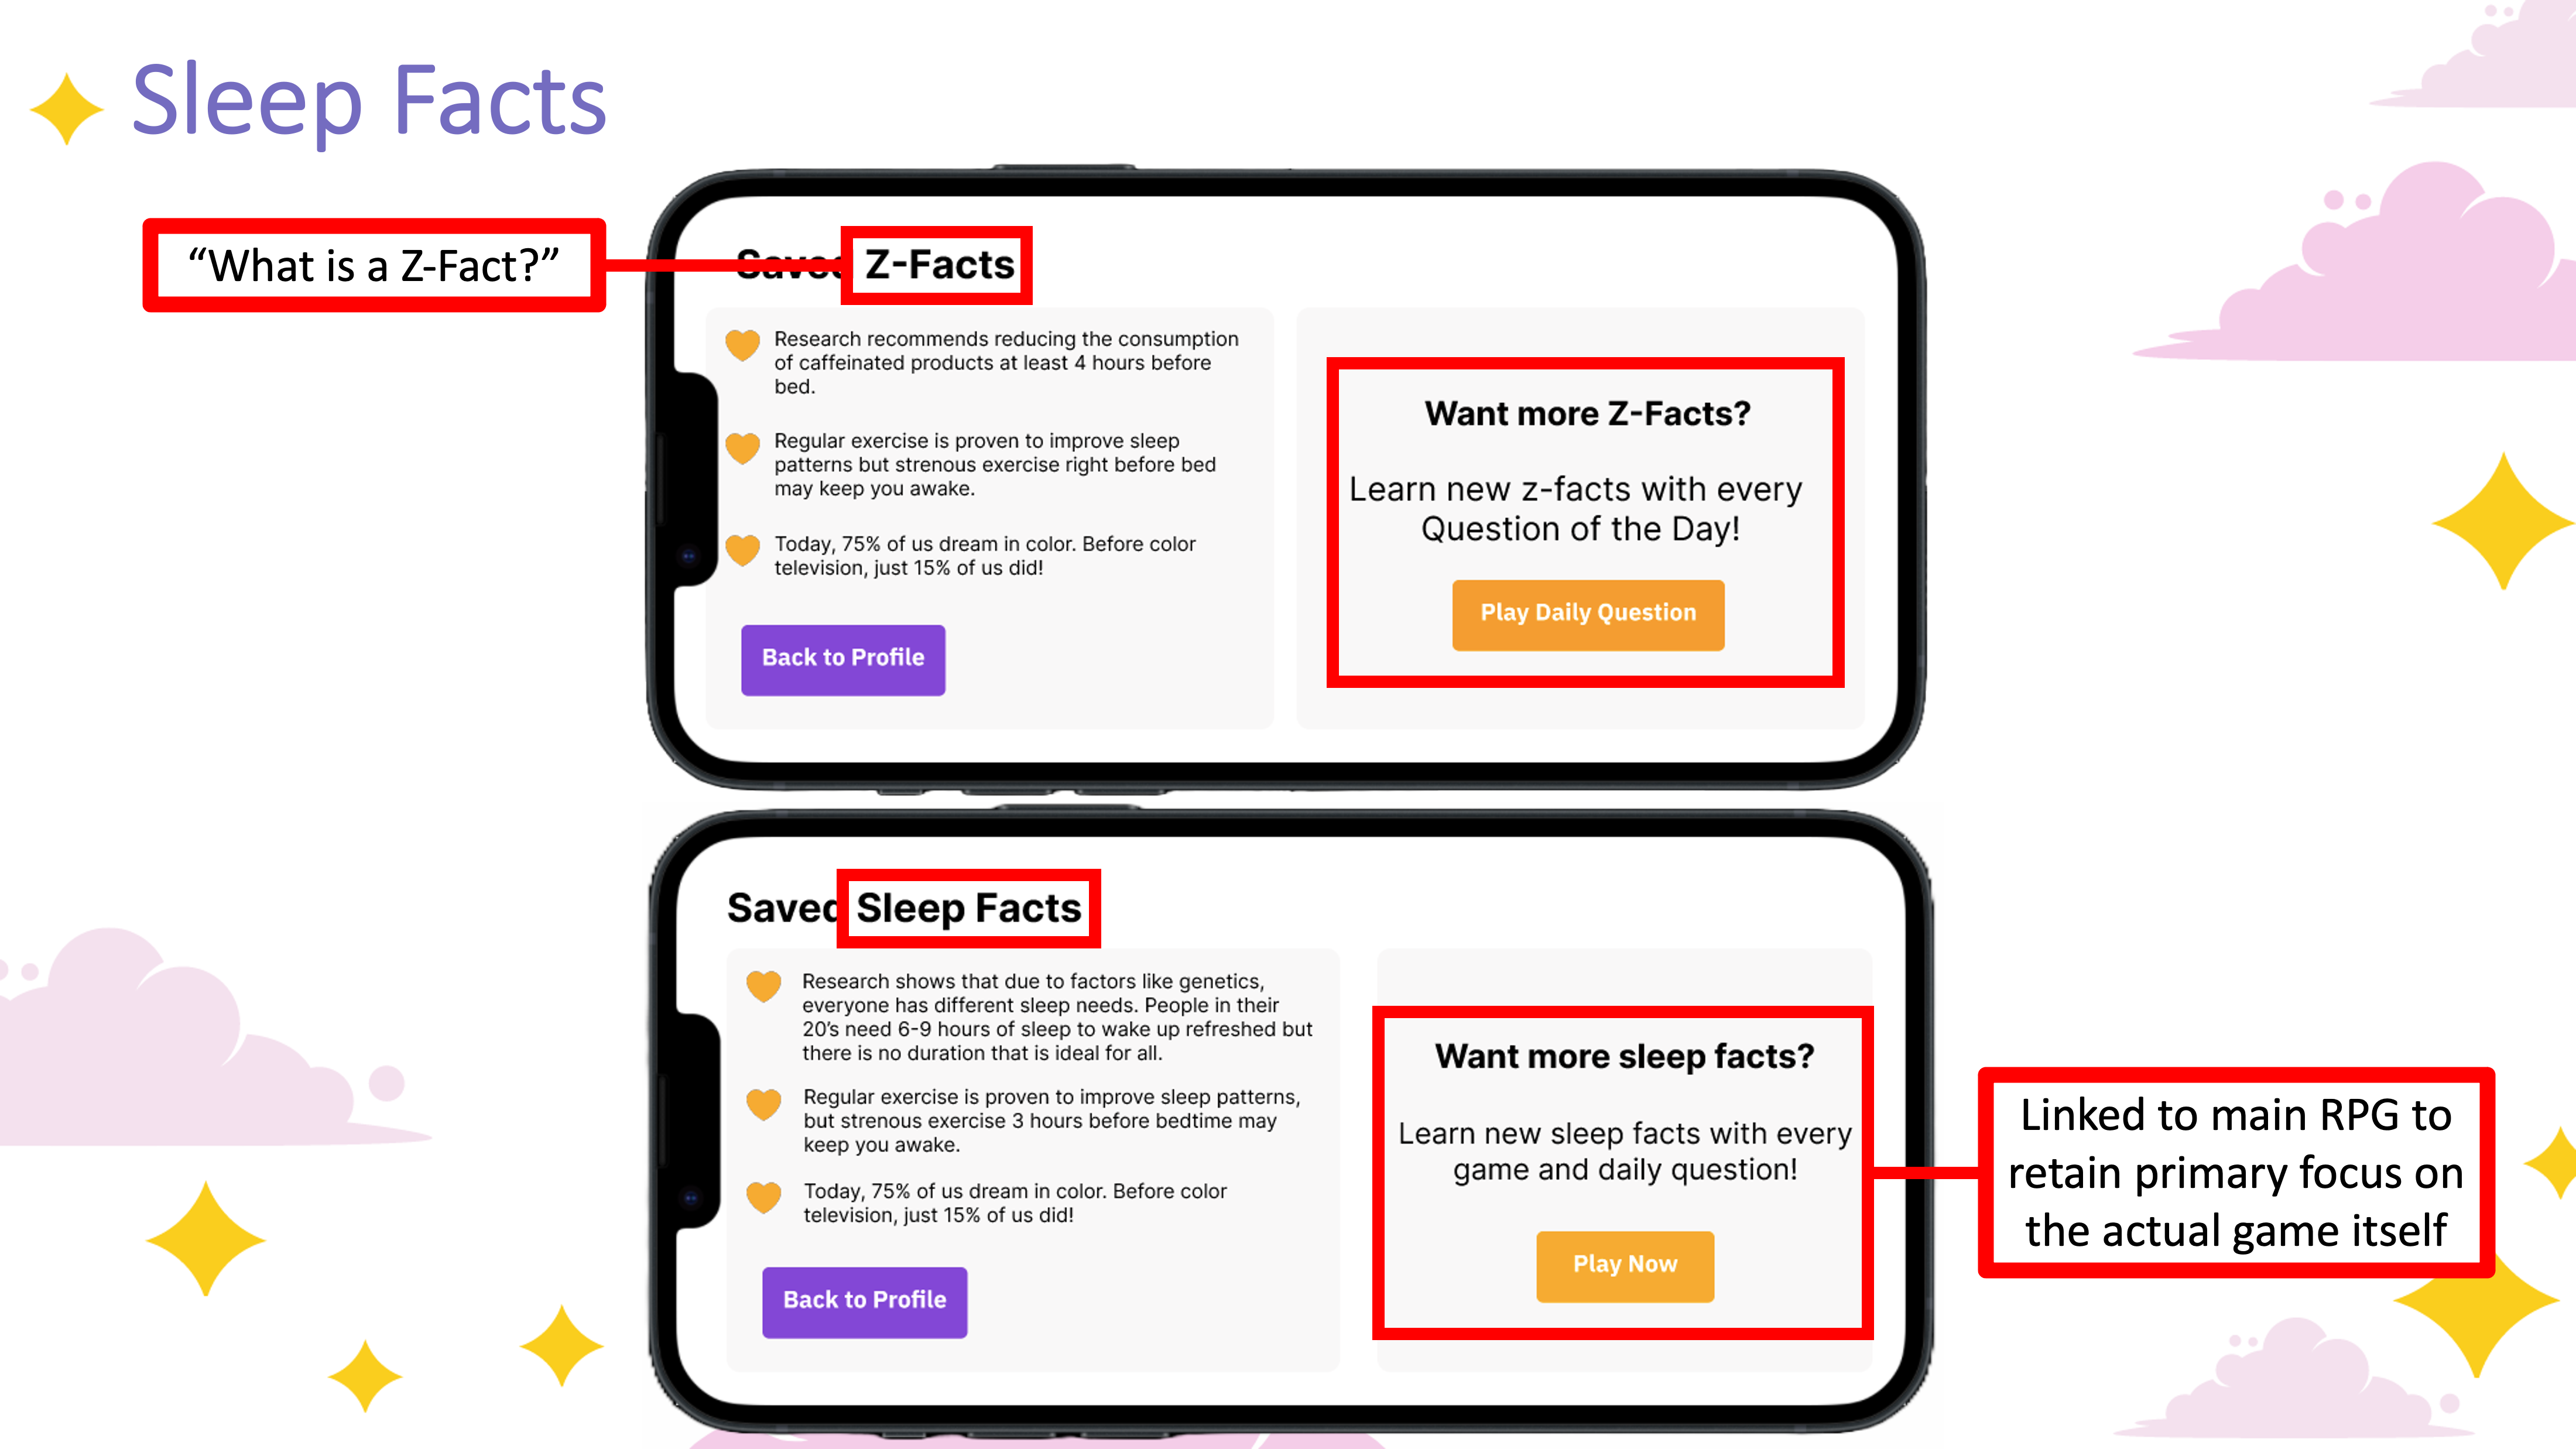 Sleep Facts
“What is a Z-Fact?”
Saved Z-Facts
Research recommends reducing the consumption
of caffeinated products at least 4 hours before
bed.
Regular exercise is proven to improve sleep
patterns but strenous exercise right before bed
may keep you awake.
Today, 75% of us dream in color. Before color
television, just 15% of us did!
Back to Profile
Want more Z-Facts?
Learn new z-facts with every
Question of the Day!
Play Daily Question
Saved Sleep Facts
Research shows that due to factors like genetics,
everyone has different sleep needs. People in their
20’s need 6-9 hours of sleep to wake up refreshed but
there is no duration that is ideal for all.
Regular exercise is proven to improve sleep patterns,
but strenous exercise 3 hours before bedtime may
keep you awake.
Today, 75% of us dream in color. Before color
television, just 15% of us did!
Back to Profile
Want more sleep facts?
Learn new sleep facts with every
game and daily question!
Play Now
Linked to main RPG to
retain primary focus on
the actual game itself